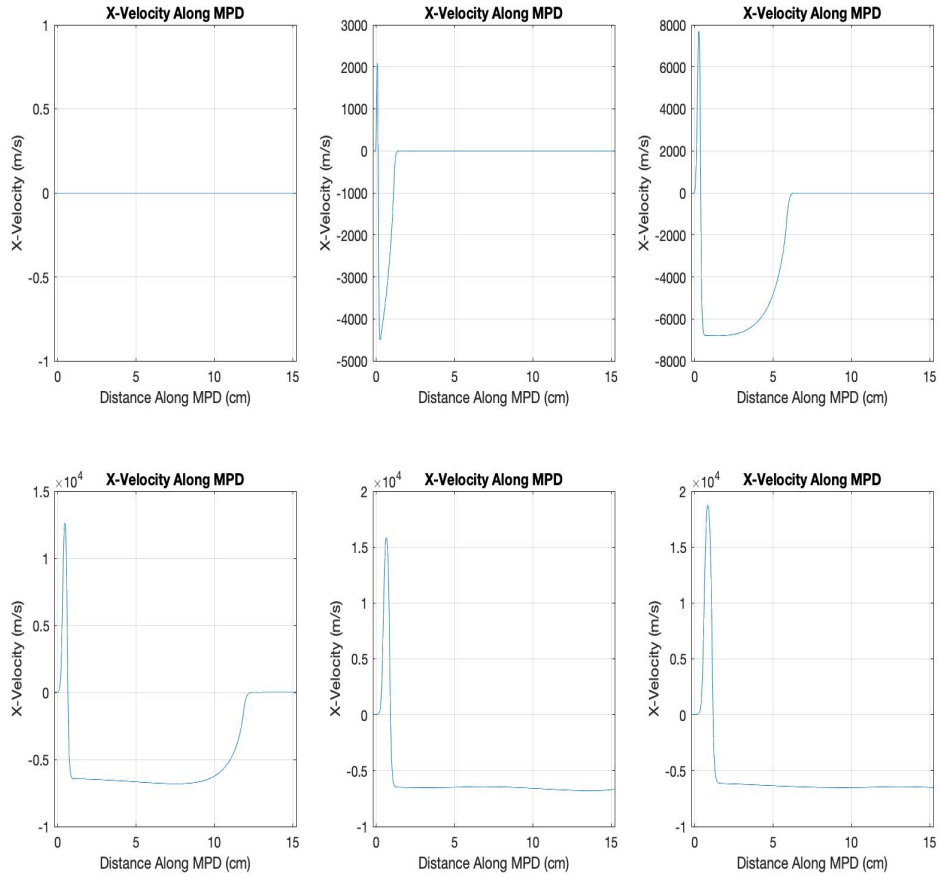 X-Velocity Along MPD
1
0.5
0
-0.5
-1
X-Velocity (m/s)
0 5 10 15
Distance Along MPD (cm)
X-Velocity Along MPD
3000
2000
1000
0
-1000
-2000
-3000
-4000
-5000
X-Velocity (m/s)
0 5 10 15
Distance Along MPD (cm)
X-Velocity Along MPD
8000
6000
4000
2000
0
-2000
-4000
-6000
-8000
X-Velocity (m/s)
0 5 10 15
Distance Along MPD (cm)
×10⁴
X-Velocity Along MPD
1.5
1
0.5
0
-0.5
-1
X-Velocity (m/s)
0 5 10 15
Distance Along MPD (cm)
×10⁴
X-Velocity Along MPD
2
1.5
1
0.5
0
-0.5
-1
X-Velocity (m/s)
0 5 10 15
Distance Along MPD (cm)
×10⁴
X-Velocity Along MPD
2
1.5
1
0.5
0
-0.5
-1
X-Velocity (m/s)
0 5 10 15
Distance Along MPD (cm)